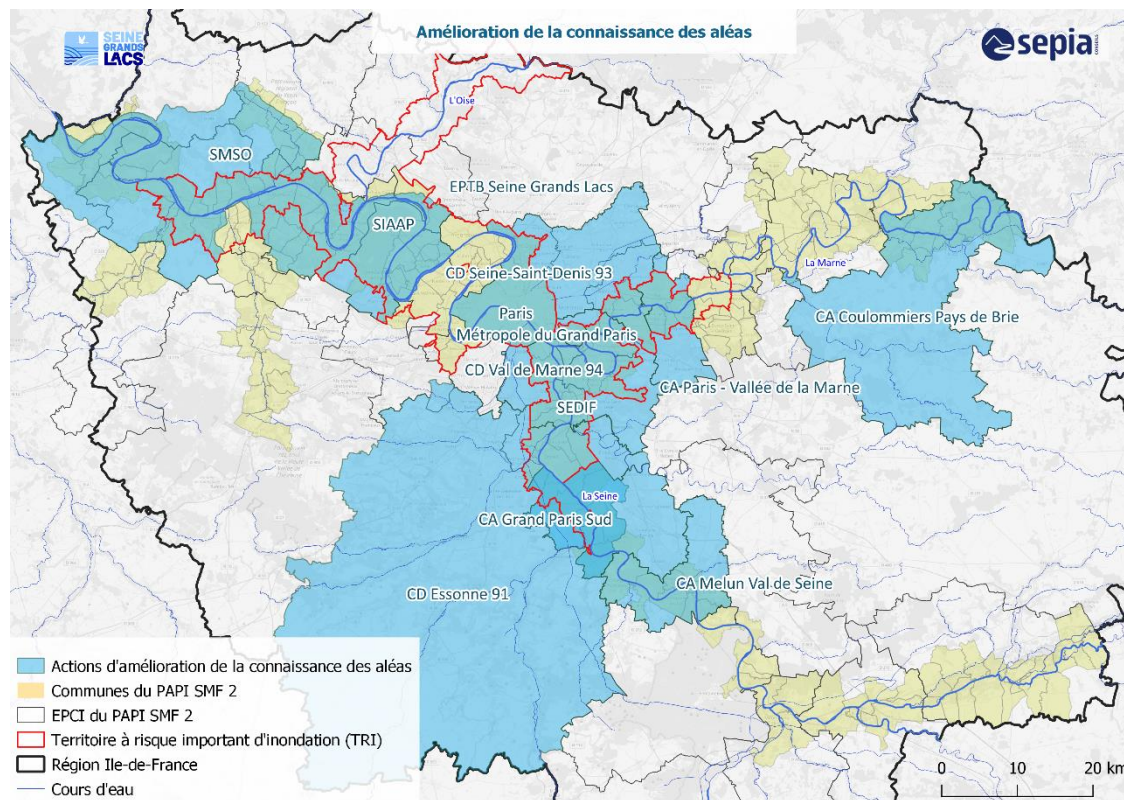 SEINE
GRANDS
LACS
Amélioration de la connaissance des aléas
sepia
CONSEILS
L'Oise
SMSO
EPTB Seine Grands Lacs
SIAAP
CD Seine-Saint-Denis 93
La Marne
Paris
Métropole du Grand Paris
CA Coulommiers Pays de Brie
CD Val de Marne 94
CA Paris - Vallée de la Marne
SEDIF
La Seine
CA Grand Paris Sud
CA Melun Val de Seine
CD Essonne 91
Actions d'amélioration de la connaissance des aléas
Communes du PAPI SMF 2
EPCI du PAPI SMF 2
Territoire à risque important d'inondation (TRI)
Région Ile-de-France
Cours d'eau
0 10 20 km